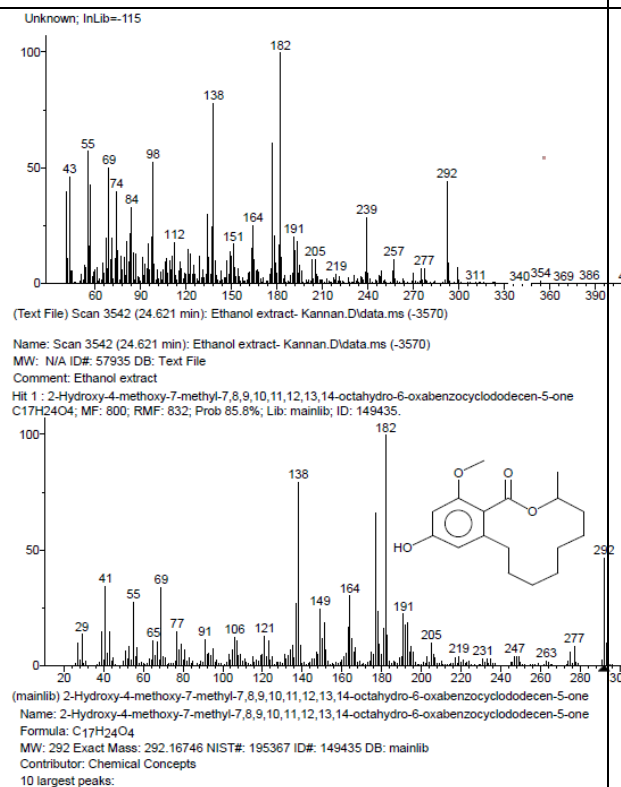 Unknown; InLib=-115
100
50
0
43
55
69
74
84
98
112
138
151
164
182
191
205
219
239
257
277
292
311
340
354
369
386
60 90 120 150 180 210 240 270 300 330 360 390
(Text File) Scan 3542 (24.621 min): Ethanol extract- Kannan.D\data.ms (-3570)
Name: Scan 3542 (24.621 min): Ethanol extract- Kannan.D\data.ms (-3570)
MW: N/A ID#: 57935 DB: Text File
Comment: Ethanol extract
Hit 1 : 2-Hydroxy-4-methoxy-7-methyl-7,8,9,10,11,12,13,14-octahydro-6-oxabenzocyclododecen-5-one
C17H24O4; MF: 800; RMF: 832; Prob 85.8%; Lib: mainlib; ID: 149435.
100
50
0
29
41
55
65
69
77
91
106
121
138
149
164
182
191
205
219
231
247
263
277
292
O
O
O
HO
20 40 60 80 100 120 140 160 180 200 220 240 260 280 30
(mainlib) 2-Hydroxy-4-methoxy-7-methyl-7,8,9,10,11,12,13,14-octahydro-6-oxabenzocyclododecen-5-one
Name: 2-Hydroxy-4-methoxy-7-methyl-7,8,9,10,11,12,13,14-octahydro-6-oxabenzocyclododecen-5-one
Formula: C17H24O4
MW: 292 Exact Mass: 292.16746 NIST#: 195367 ID#: 149435 DB: mainlib
Contributor: Chemical Concepts
10 largest peaks: